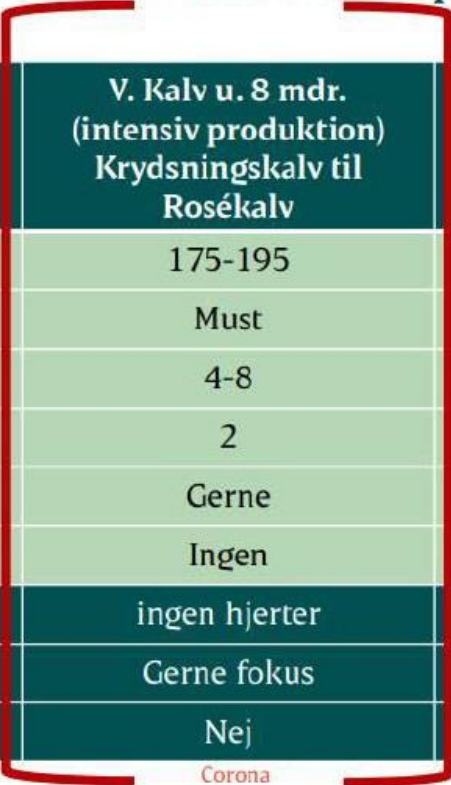 V. Kalv u. 8 mdr.
(intensiv produktion)
Krydsningskalv til
Rosékalv
175-195
Must
4-8
2
Gerne
Ingen
ingen hjerter
Gerne fokus
Nej
Corona